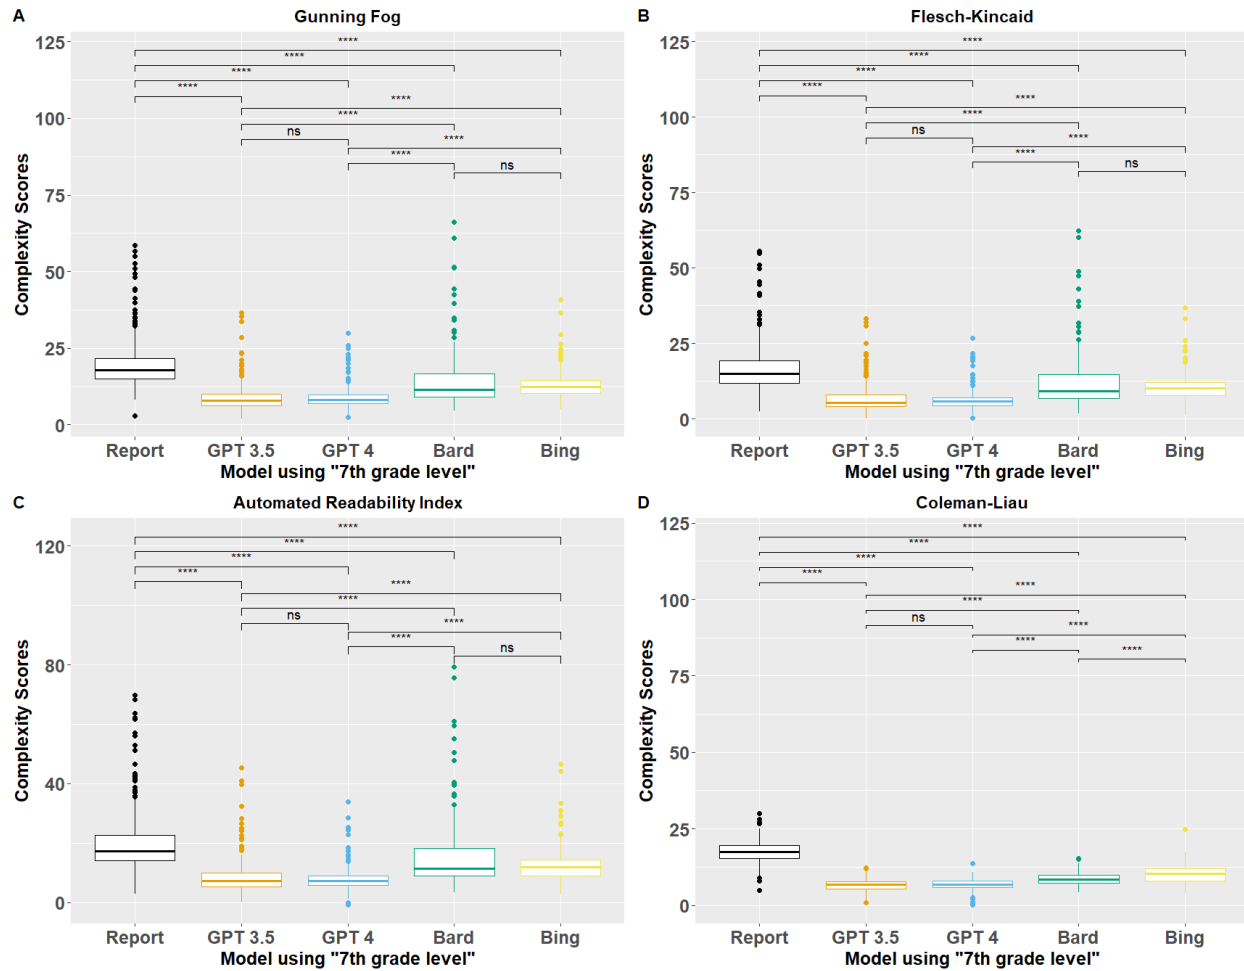 A
Gunning Fog
125
100
75
50
25
0
Complexity Scores
****
****
****
****
****
****
ns
****
****
ns
Report GPT 3.5 GPT 4 Bard Bing
Model using "7th grade level"
B
Flesch-Kincaid
125
100
75
50
25
0
Complexity Scores
****
****
****
****
****
****
ns
****
****
ns
Report GPT 3.5 GPT 4 Bard Bing
Model using "7th grade level"
C
Automated Readability Index
120
80
40
0
Complexity Scores
****
****
****
****
****
****
ns
****
****
ns
Report GPT 3.5 GPT 4 Bard Bing
Model using "7th grade level"
D
Coleman-Liau
125
100
75
50
25
0
Complexity Scores
****
****
****
****
****
****
ns
****
****
****
Report GPT 3.5 GPT 4 Bard Bing
Model using "7th grade level"